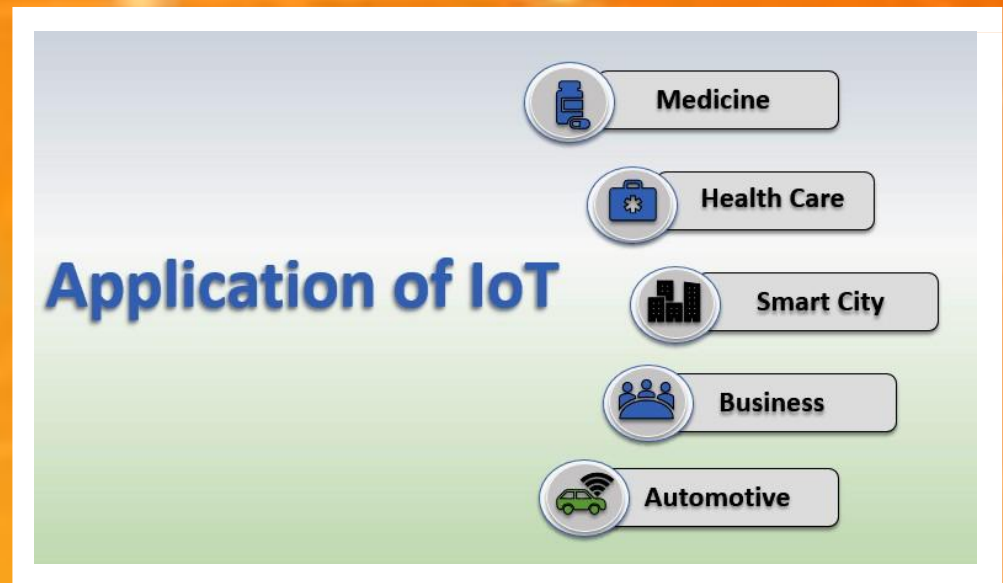 Application of IoT
Medicine
Health Care
Smart City
Business
Automotive